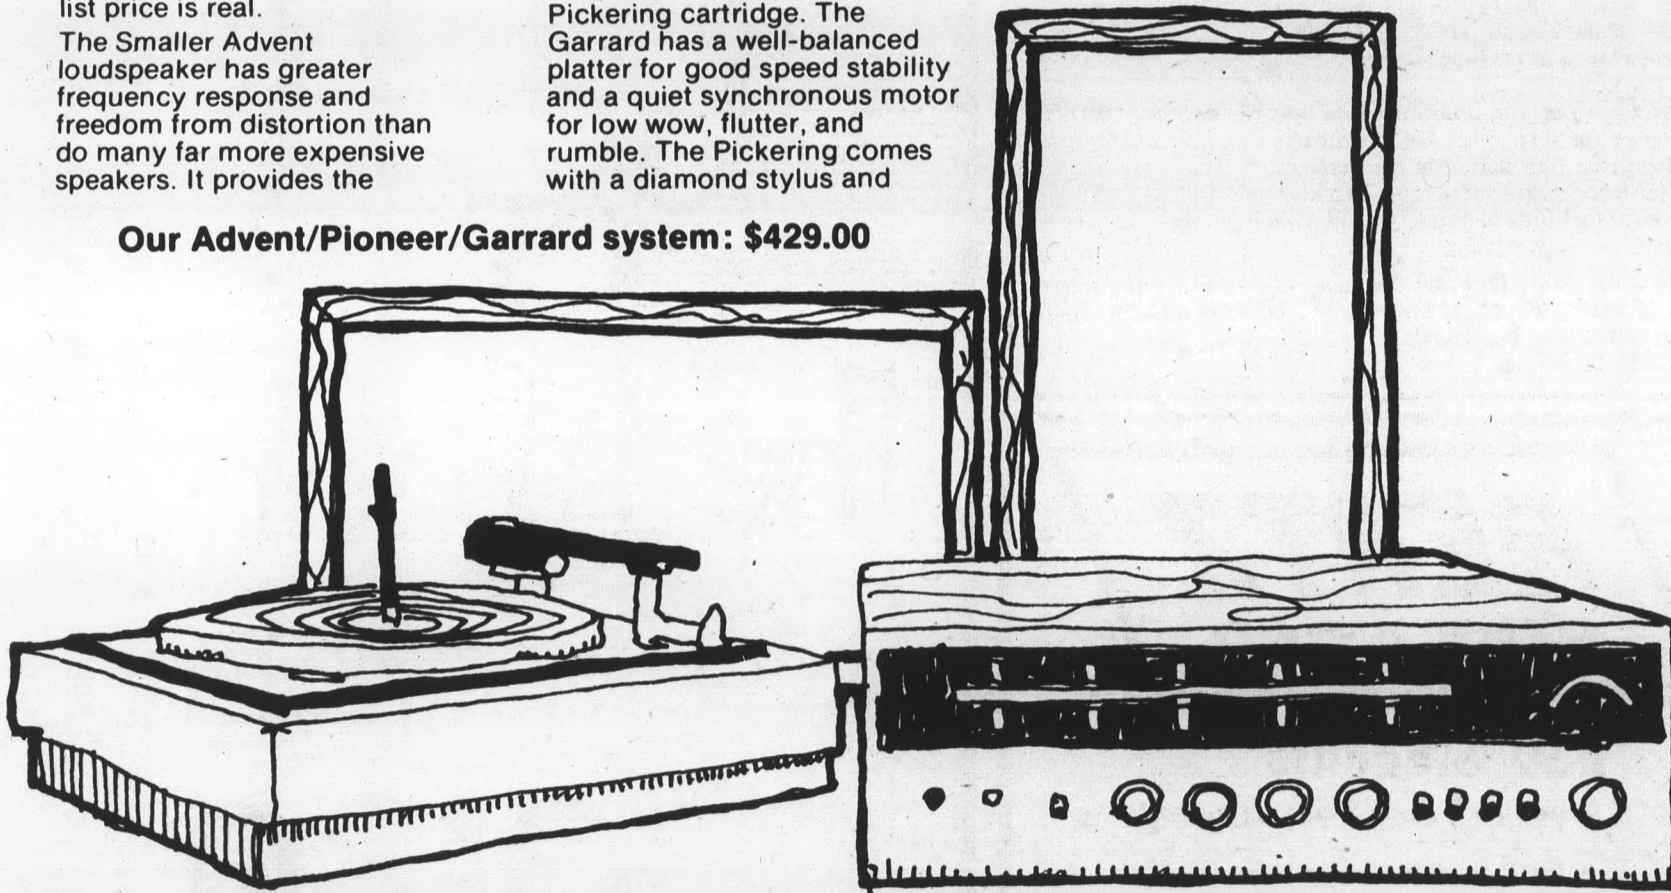 list price is real.
The Smaller Advent
loudspeaker has greater
frequency response and
freedom from distortion than
do many far more expensive
speakers. It provides the
Pickering cartridge. The
Garrard has a well-balanced
platter for good speed stability
and a quiet synchronous motor
for low wow, flutter, and
rumble. The Pickering comes
with a diamond stylus and
Our Advent/Pioneer/Garrard system: $429.00